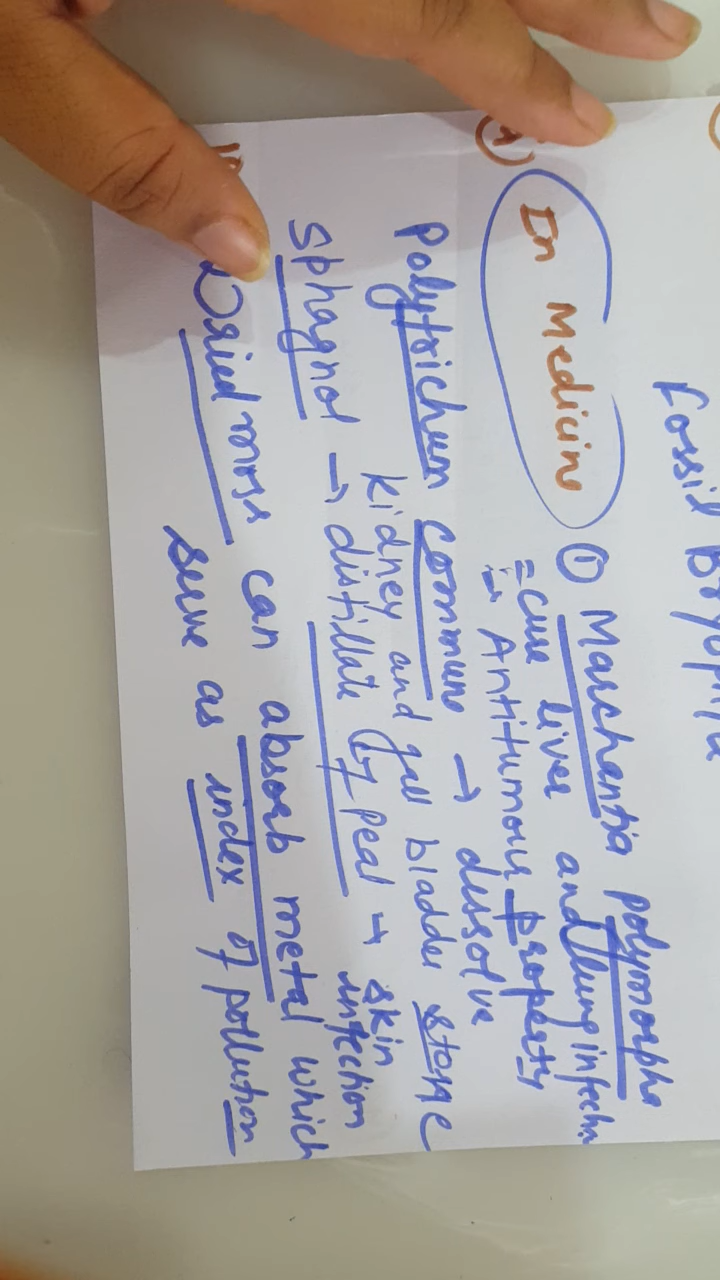 Fossil Bryophyta
In Medicine ① Marchantia polymorpha
= cure liver and lung infectn
→ Antitumour property
Polytrichum commune → dissolve
kidney and gall bladder stone
Sphagnol → distillate of peat → skin
infection
Dried moss can absorb metal which
serve as index of pollution